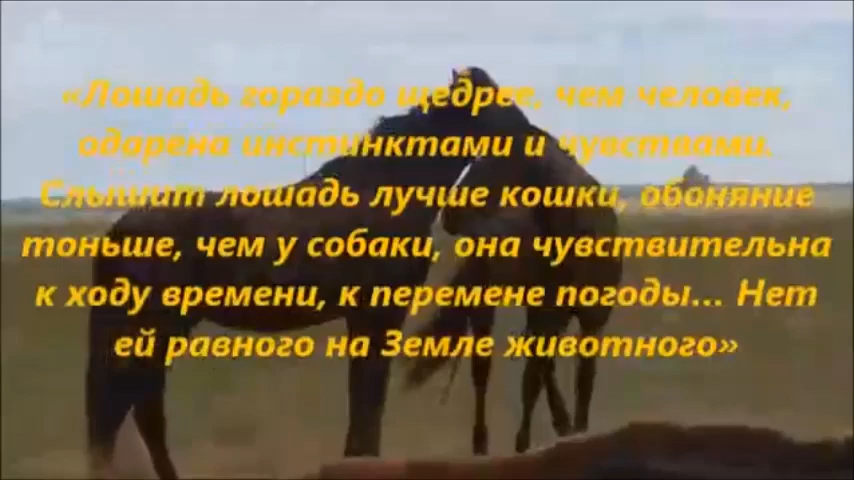 «Лошадь гораздо щедрее, чем человек,
одарена инстинктами и чувствами.
Слышит лошадь лучше кошки, обоняние
тоньше, чем у собаки, она чувствительна
к ходу времени, к перемене погоды... Нет
ей равного на Земле животного»